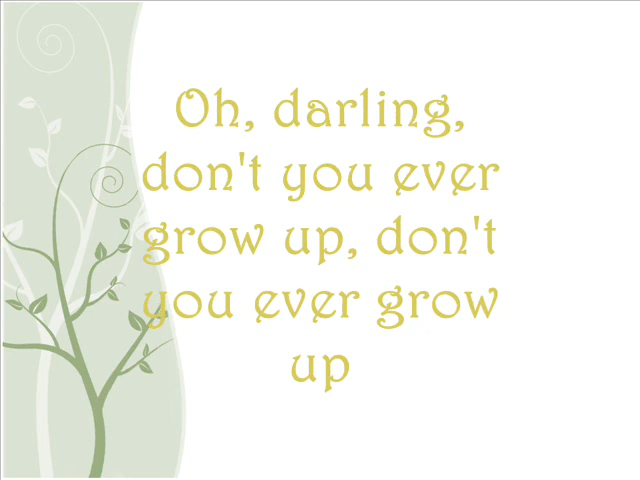 Oh, darling,
don't you ever
grow up, don't
you ever grow
up